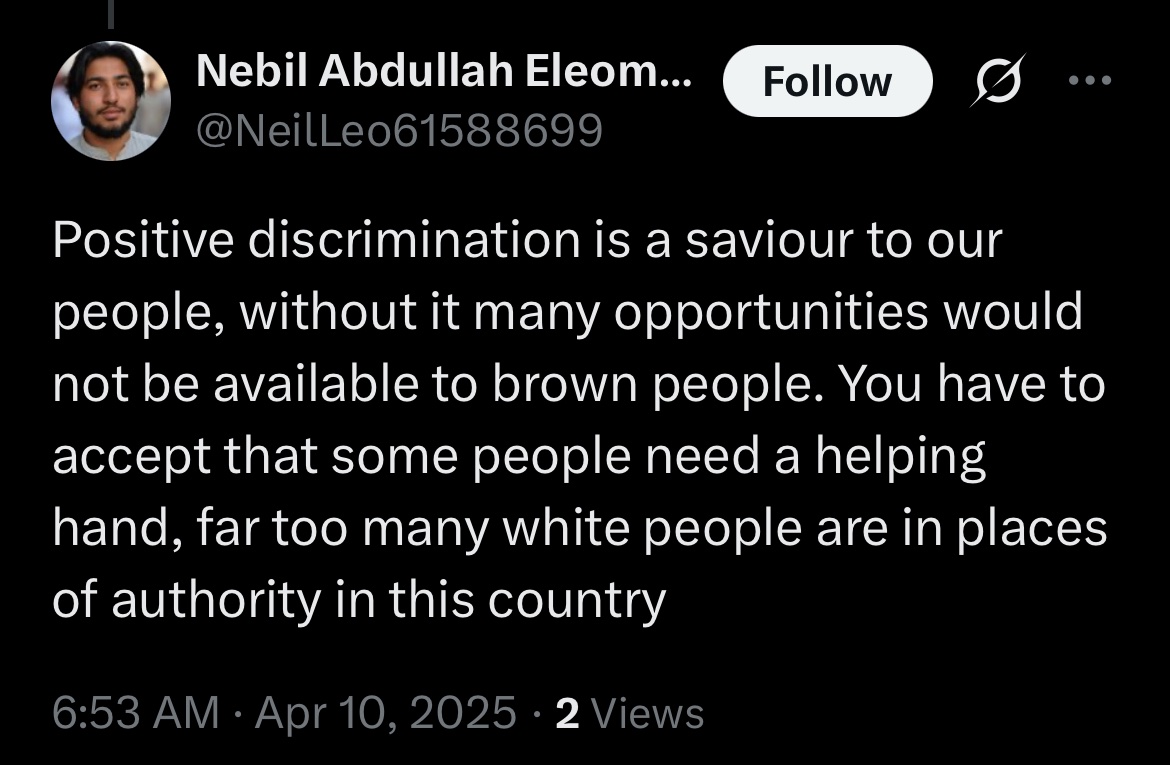 Nebil Abdullah Eleom...
Follow
@NeilLeo61588699
Positive discrimination is a saviour to our
people, without it many opportunities would
not be available to brown people. You have to
accept that some people need a helping
hand, far too many white people are in places
of authority in this country
6:53 AM · Apr 10, 2025 · 2 Views